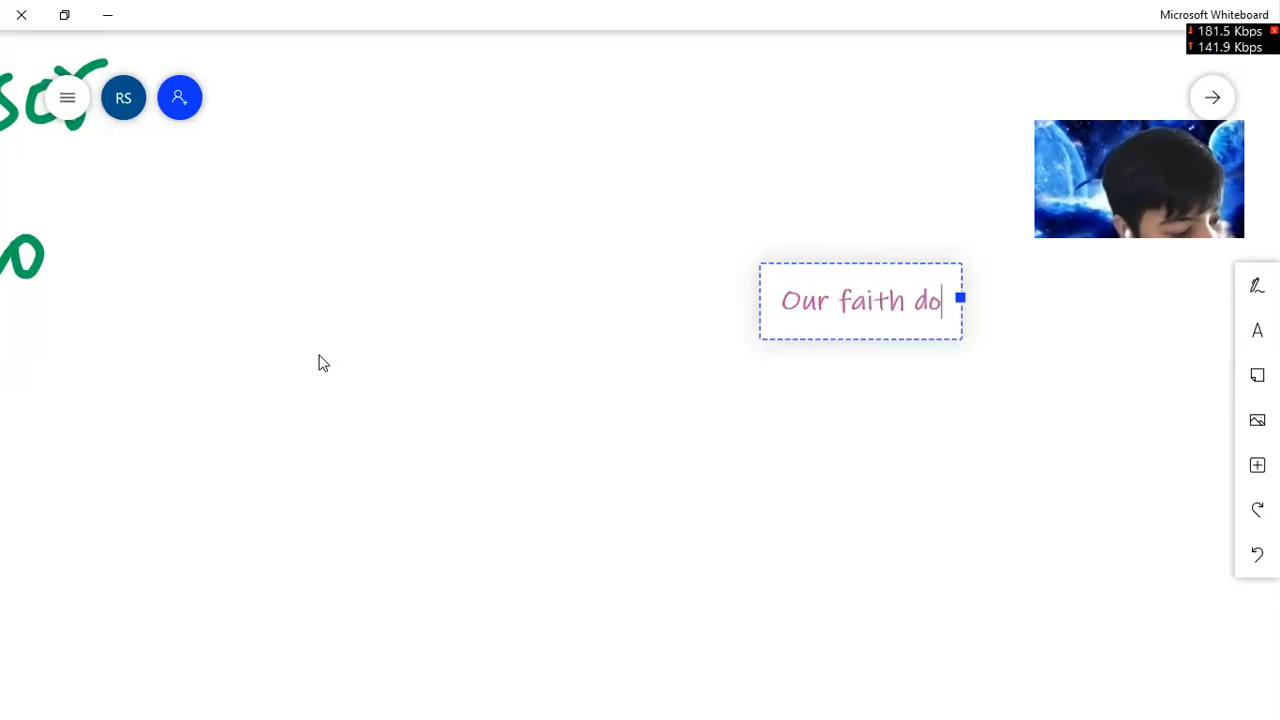 Microsoft Whiteboard
↓ 181.5 Kbps x
↑ 141.9 Kbps
RS
Our faith do
A